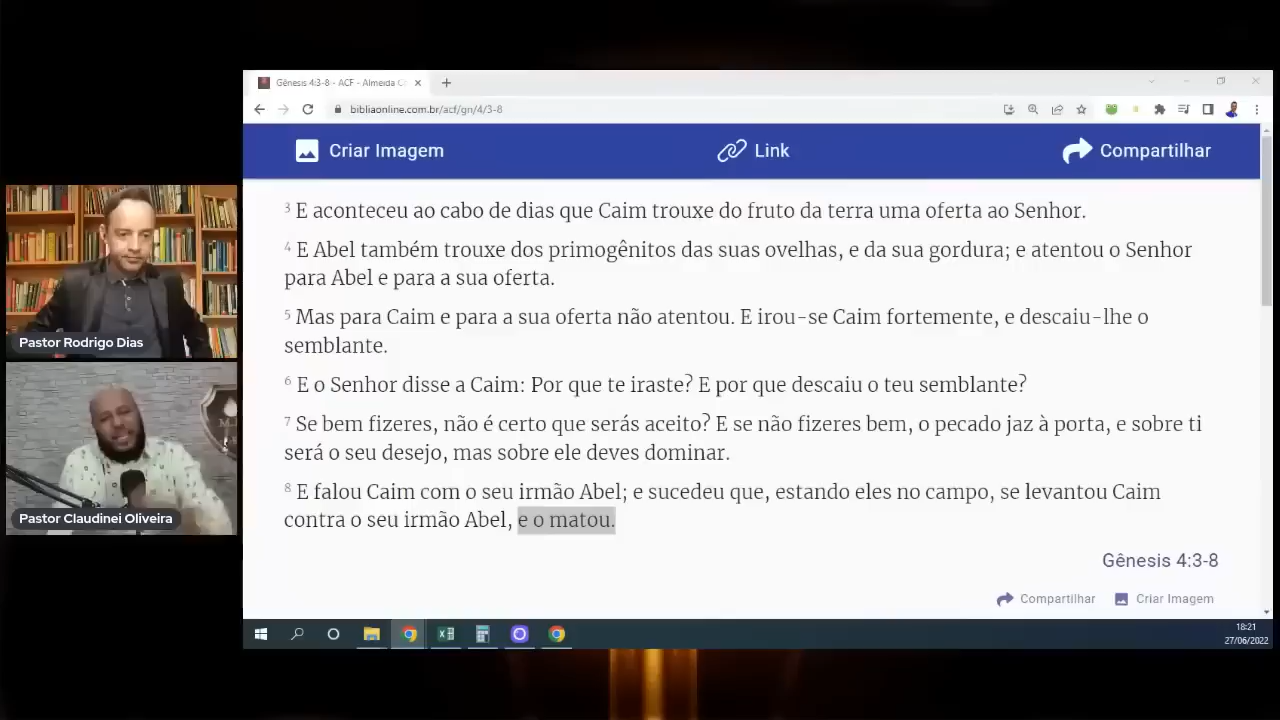 Gênesis 4:3-8 - ACF - Almeida C
bibliaonline.com.br/acf/gn/4/3-8
Criar Imagem
Link
Compartilhar
3 E aconteceu ao cabo de dias que Caim trouxe do fruto da terra uma oferta ao Senhor.
4 E Abel também trouxe dos primogênitos das suas ovelhas, e da sua gordura; e atentou o Senhor
para Abel e para a sua oferta.
5 Mas para Caim e para a sua oferta não atentou. E irou-se Caim fortemente, e descaiu-lhe o
semblante.
6 E o Senhor disse a Caim: Por que te iraste? E por que descaiu o teu semblante?
7 Se bem fizeres, não é certo que serás aceito? E se não fizeres bem, o pecado jaz à porta, e sobre ti
será o seu desejo, mas sobre ele deves dominar.
8 E falou Caim com o seu irmão Abel; e sucedeu que, estando eles no campo, se levantou Caim
contra o seu irmão Abel, e o matou.
Gênesis 4:3-8
Compartilhar
Criar Imagem
18:21
27/06/2022
Pastor Rodrigo Dias
Pastor Claudinei Oliveira